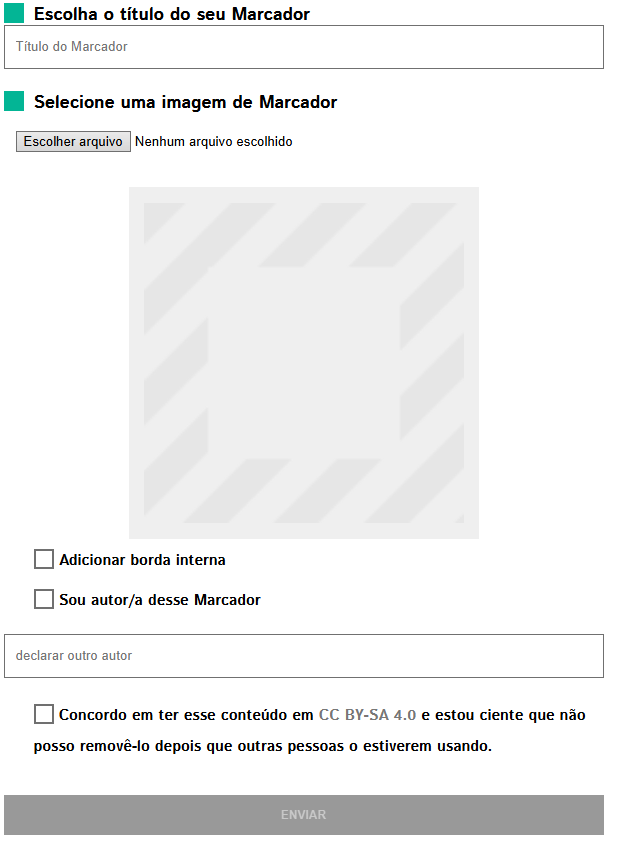 Escolha o título do seu Marcador
Título do Marcador
Selecione uma imagem de Marcador
Escolher arquivo Nenhum arquivo escolhido
Adicionar borda interna
Sou autor/a desse Marcador
declarar outro autor
Concordo em ter esse conteúdo em CC BY-SA 4.0 e estou ciente que não
posso removê-lo depois que outras pessoas o estiverem usando.
ENVIAR